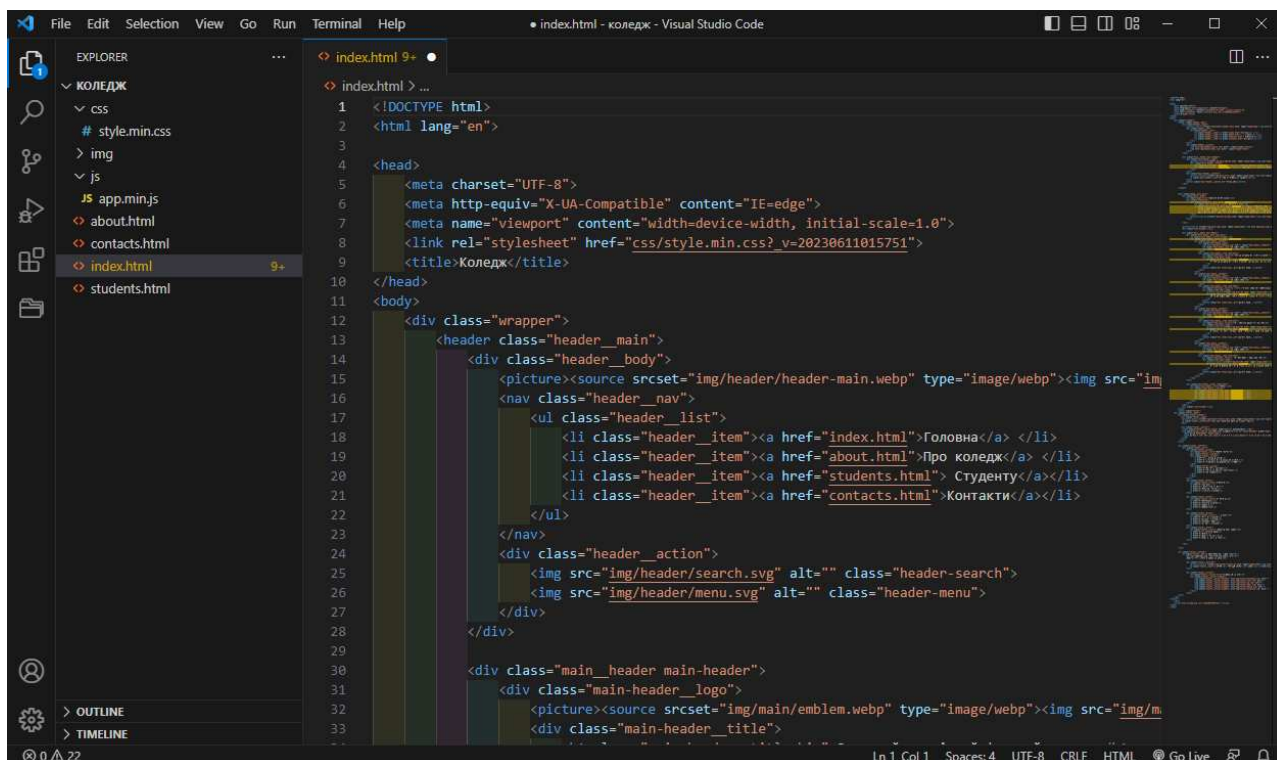 File Edit Selection View Go Run Terminal Help
● index.html - коледж - Visual Studio Code
EXPLORER
КОЛЕДЖ
css
# style.min.css
img
js
JS app.min.js
about.html
contacts.html
index.html 9+
students.html
OUTLINE
TIMELINE
1
index.html 9+ ●
index.html > ...
1 <!DOCTYPE html>
2 <html lang="en">
3
4 <head>
5 <meta charset="UTF-8">
6 <meta http-equiv="X-UA-Compatible" content="IE=edge">
7 <meta name="viewport" content="width=device-width, initial-scale=1.0">
8 <link rel="stylesheet" href="css/style.min.css?_v=20230611015751">
9 <title>Коледж</title>
10 </head>
11 <body>
12 <div class="wrapper">
13 <header class="header__main">
14 <div class="header__body">
15 <picture><source srcset="img/header/header-main.webp" type="image/webp"><img src="im
16 <nav class="header__nav">
17 <ul class="header__list">
18 <li class="header__item"><a href="index.html">Головна</a> </li>
19 <li class="header__item"><a href="about.html">Про коледж</a> </li>
20 <li class="header__item"><a href="students.html"> Студенту</a></li>
21 <li class="header__item"><a href="contacts.html">Контакти</a></li>
22 </ul>
23 </nav>
24 <div class="header__action">
25 <img src="img/header/search.svg" alt="" class="header-search">
26 <img src="img/header/menu.svg" alt="" class="header-menu">
27 </div>
28 </div>
29
30 <div class="main__header main-header">
31 <div class="main-header__logo">
32 <picture><source srcset="img/main/emblem.webp" type="image/webp"><img src="img/m
33 <div class="main-header__title">
0 22
Ln 1, Col 1 Spaces: 4 UTF-8 CRLF HTML Go Live